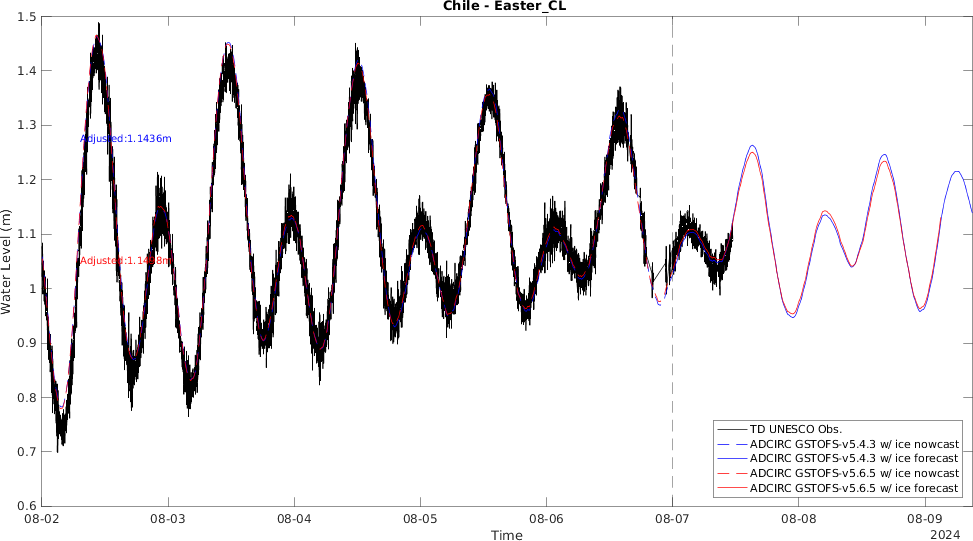 Chile - Easter_CL
Water Level (m)
1.5
1.4
1.3
1.2
1.1
1
0.9
0.8
0.7
0.6
Adjusted:1.1436m
Adjusted:1.1438m
TD UNESCO Obs.
ADCIRC GSTOFS-v5.4.3 w/ ice nowcast
ADCIRC GSTOFS-v5.4.3 w/ ice forecast
ADCIRC GSTOFS-v5.6.5 w/ ice nowcast
ADCIRC GSTOFS-v5.6.5 w/ ice forecast
08-02 08-03 08-04 08-05 08-06 08-07 08-08 08-09
Time
2024